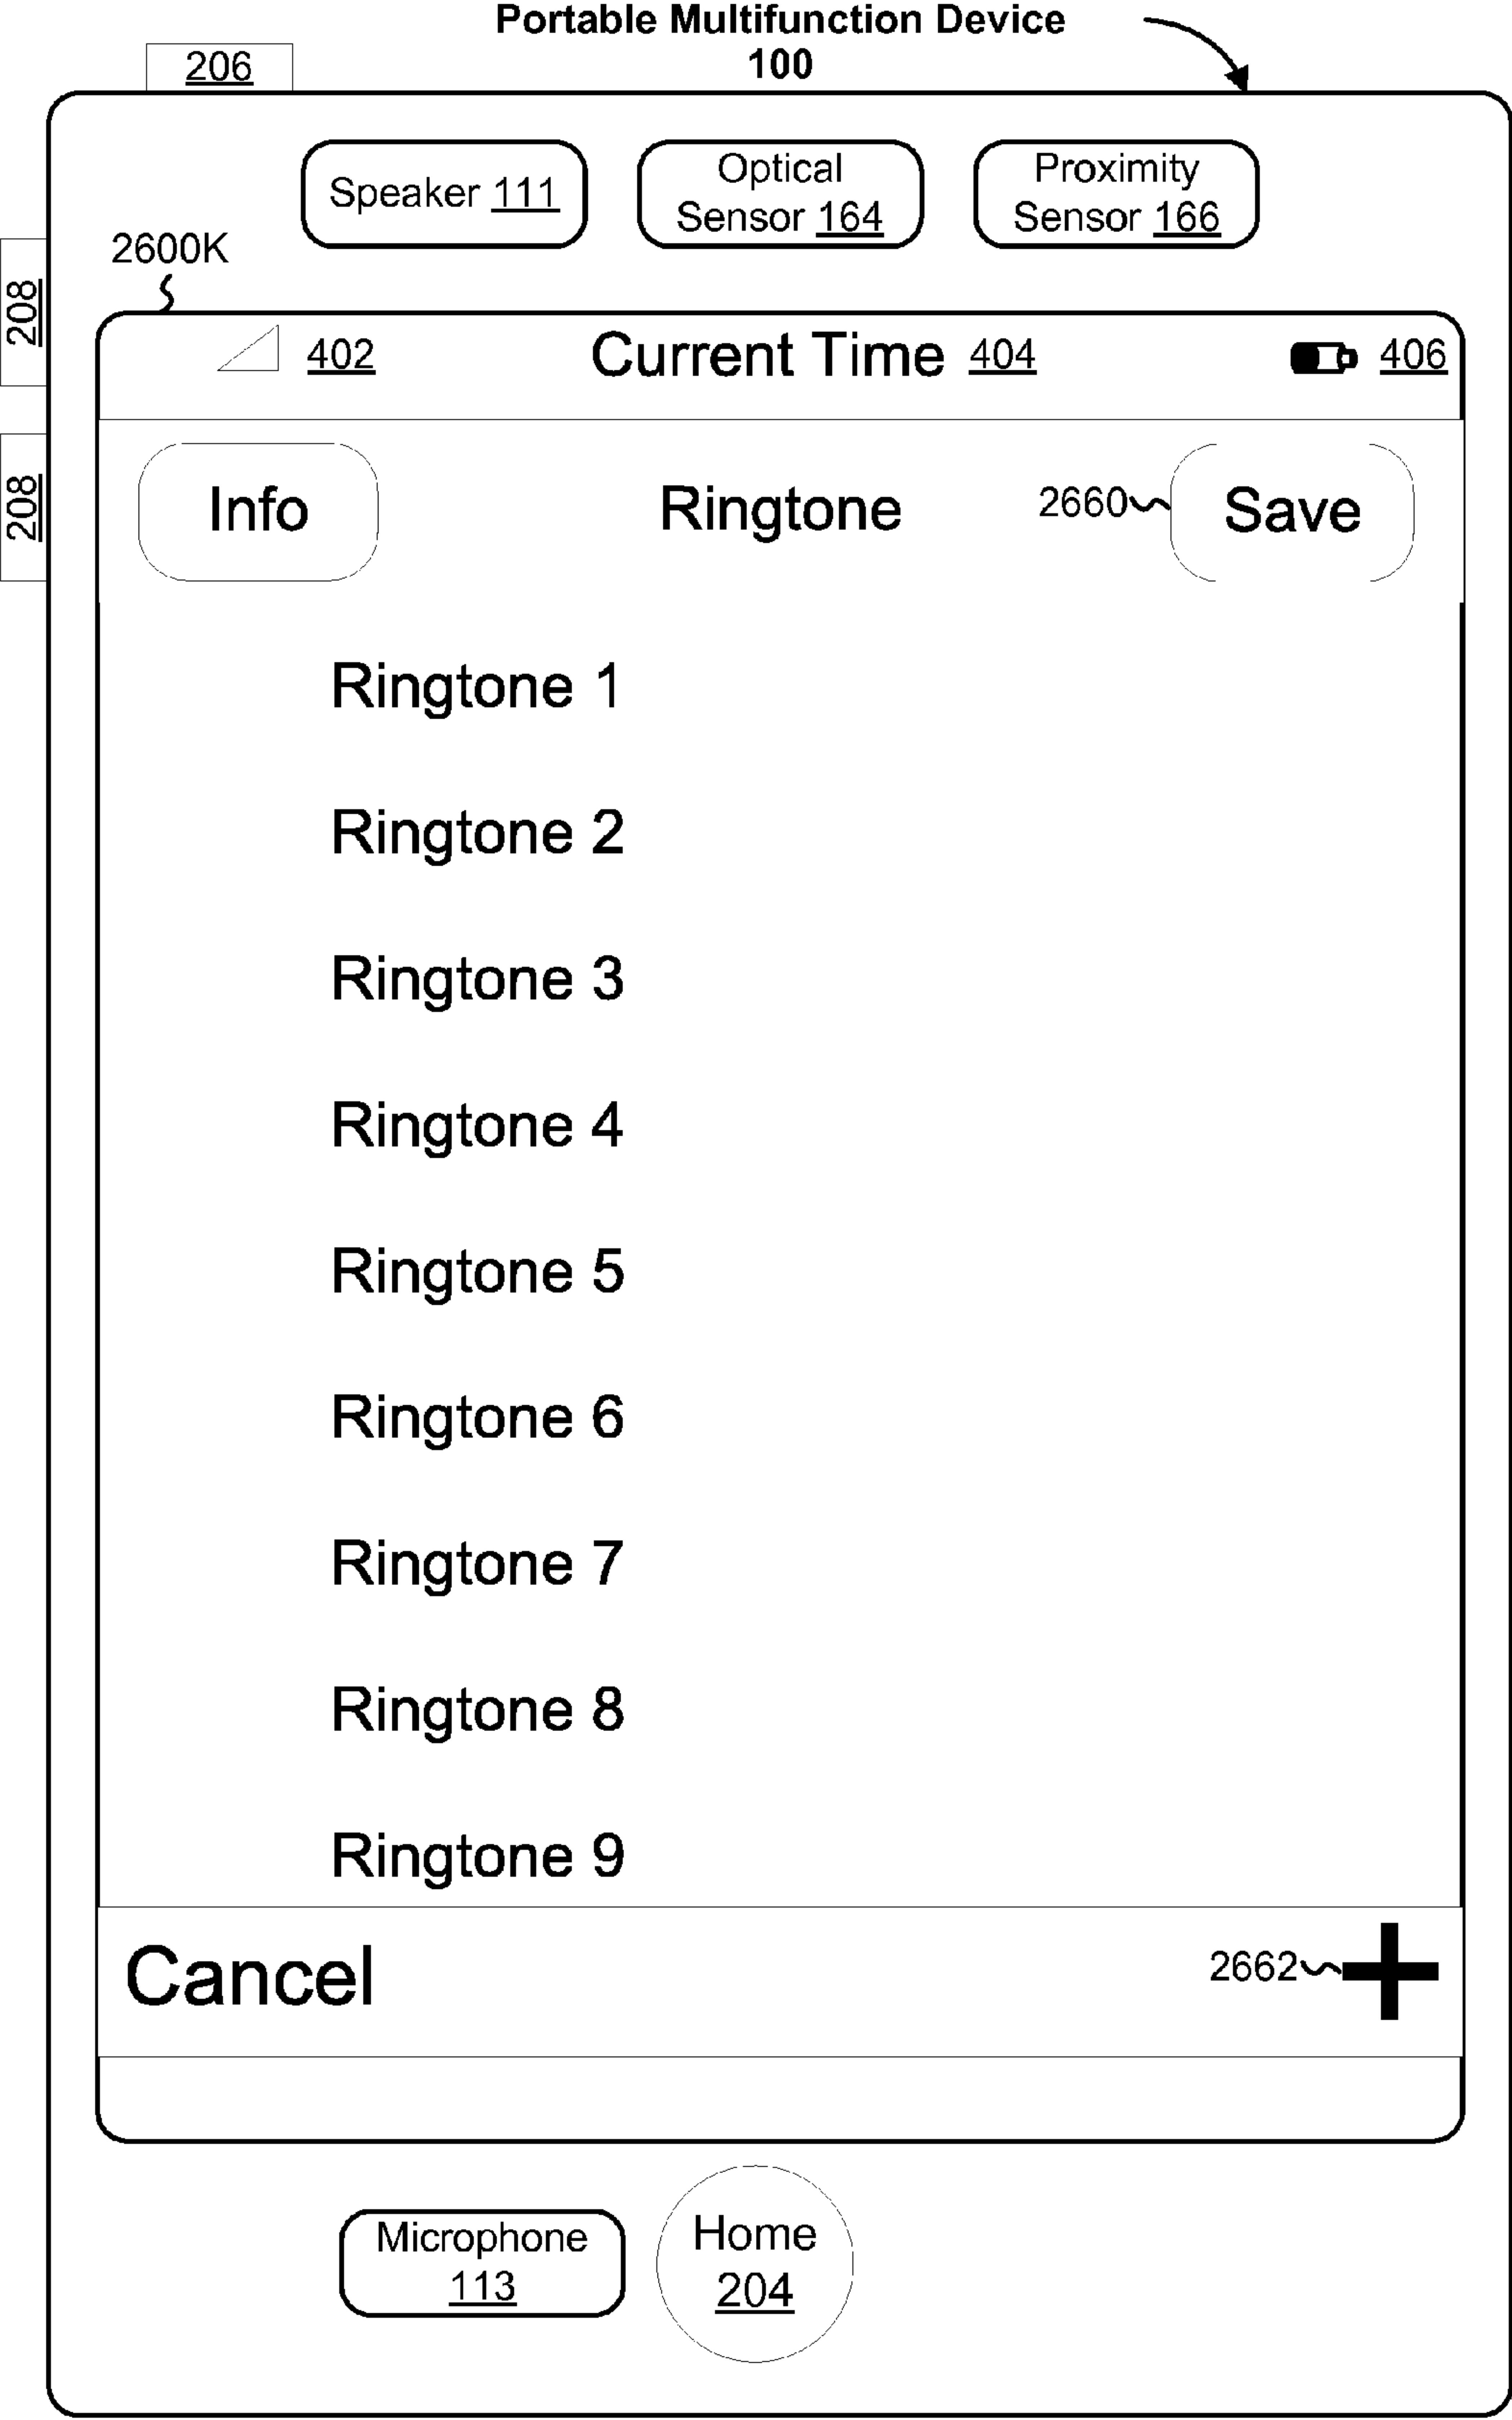 Portable Multifunction Device
100
206
Speaker 111
Optical
Sensor 164
Proximity
Sensor 166
2600K
208
208
402
Current Time 404
406
Info
Ringtone
2660
Save
Ringtone 1
Ringtone 2
Ringtone 3
Ringtone 4
Ringtone 5
Ringtone 6
Ringtone 7
Ringtone 8
Ringtone 9
Cancel
2662
Microphone
113
Home
204